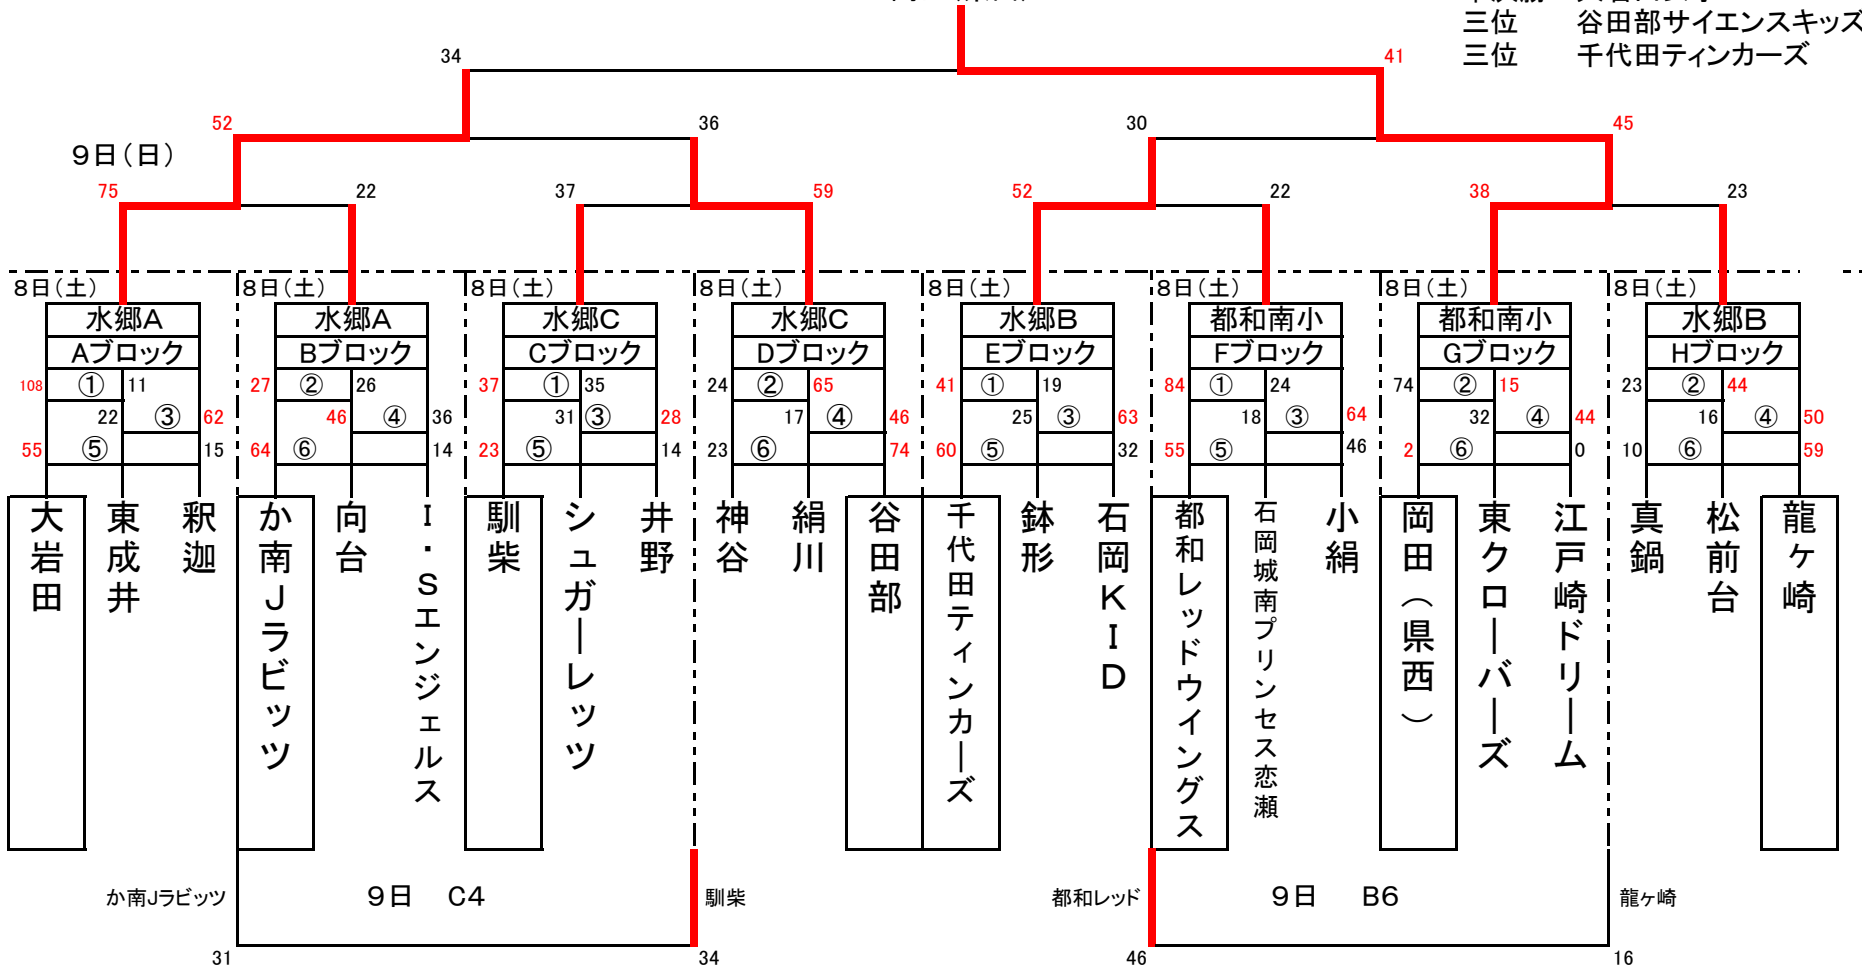 三位 谷田部サイエンスキッズ
三位 千代田ティンカーズ
34 41
52 36 30 45
9日(日)
75 22 37 59 52 22 38 23
8日(土) 8日(土) 8日(土) 8日(土) 8日(土) 8日(土) 8日(土) 8日(土)
水郷A 水郷A 水郷C 水郷C 水郷B 都和南小 都和南小 水郷B
Aブロック Bブロック Cブロック Dブロック Eブロック Fブロック Gブロック Hブロック
108 ① 11 27 ② 26 37 ① 35 24 ② 65 41 ① 19 84 ① 24 74 ② 15 23 ② 44
22 ③ 62 46 ④ 36 31 ③ 28 17 ④ 46 25 ③ 63 18 ③ 64 32 ④ 44 16 ④ 50
55 ⑤ 15 64 ⑥ 14 23 ⑤ 14 23 ⑥ 74 60 ⑤ 32 55 ⑤ 46 2 ⑥ 0 10 ⑥ 59
大岩田
東成井
釈迦
か南Jラビッツ
向台
I・Sエンジェルス
馴柴
シュガーレッツ
井野
神谷
絹川
谷田部
千代田ティンカーズ
鉢形
石岡KID
都和レッドウイングス
石岡城南プリンセス恋瀬
小絹
岡田(県西)
東クローバーズ
江戸崎ドリーム
真鍋
松前台
龍ヶ崎
か南Jラビッツ 9日 C4 馴柴 都和レッド 9日 B6 龍ヶ崎
31 34 46 16